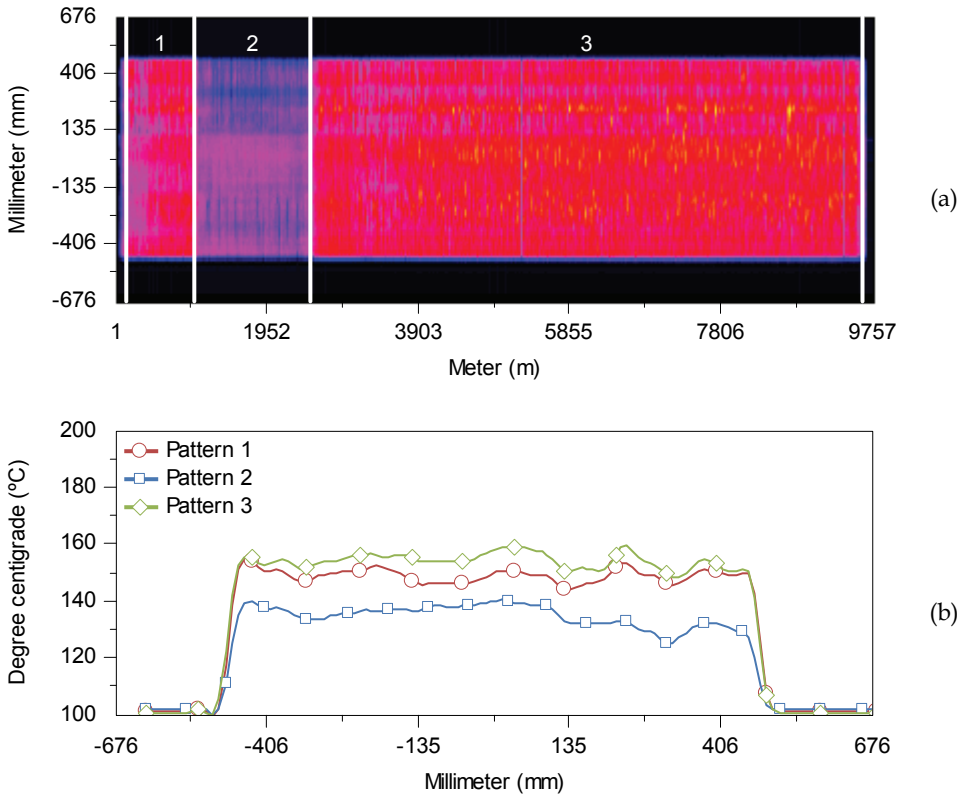 676
406
135
-135
-406
-676
Millimeter (mm)
1 2 3
(a)
1 1952 3903 5855 7806 9757
Meter (m)
200
180
160
140
120
100
Degree centigrade (ºC)
Pattern 1
Pattern 2
Pattern 3
(b)
-676 -406 -135 135 406 676
Millimeter (mm)